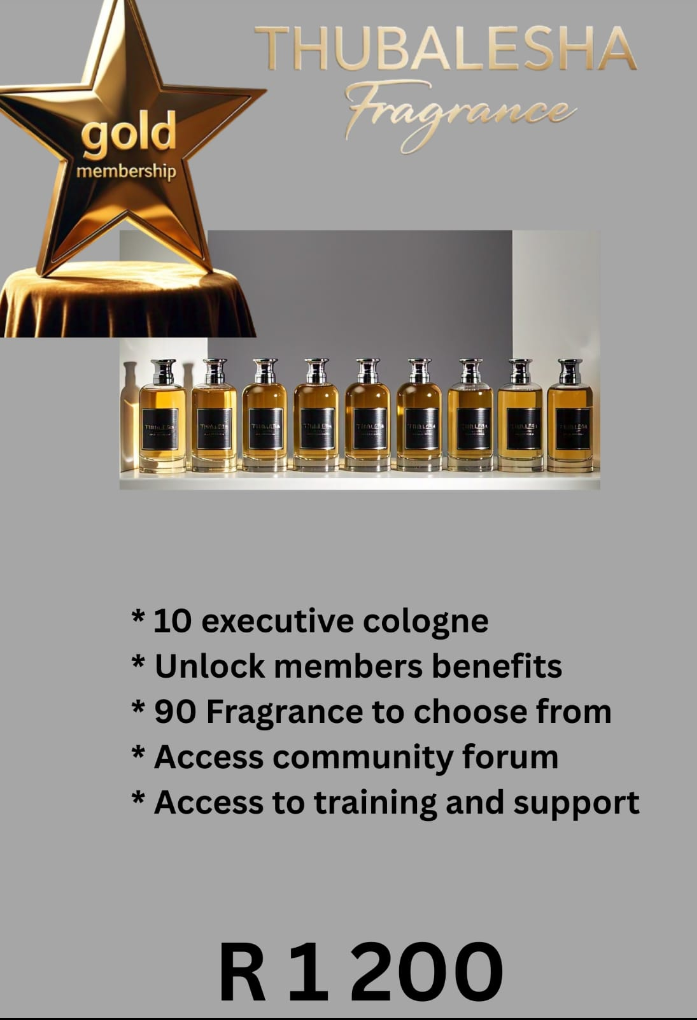 THUBALESHA
Fragrance
gold
membership
* 10 executive cologne
* Unlock members benefits
* 90 Fragrance to choose from
* Access community forum
* Access to training and support
R 1 200